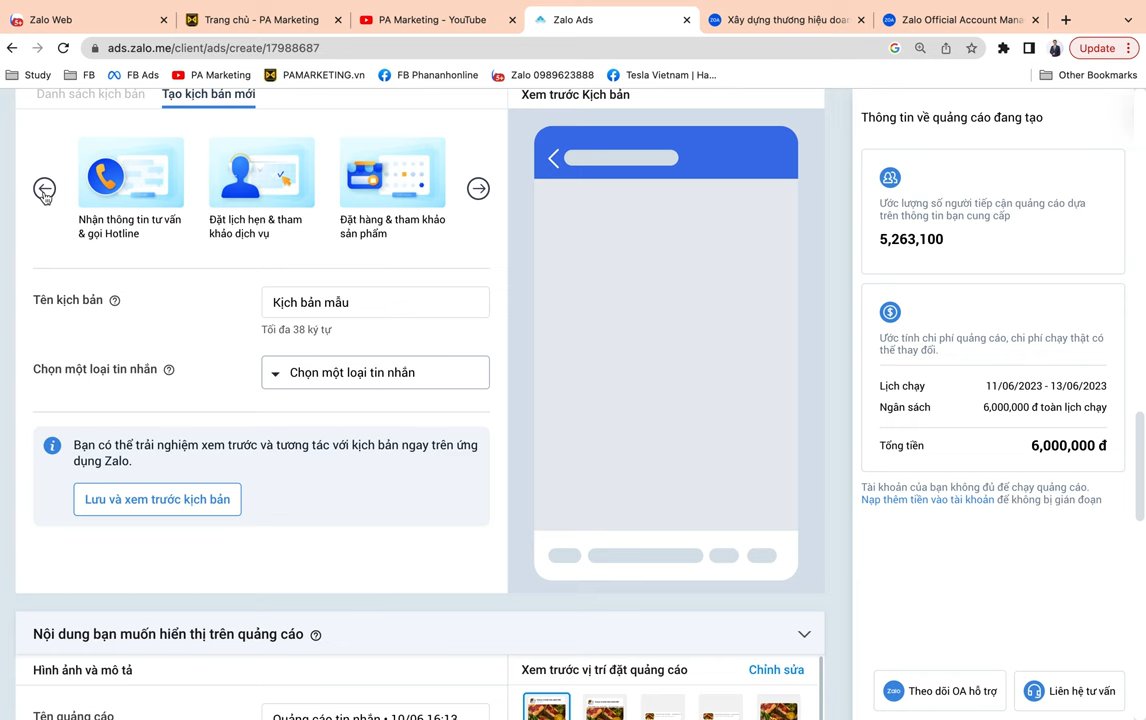 Zalo Web
Trang chủ - PA Marketing
PA Marketing - YouTube
Zalo Ads
Xây dựng thương hiệu doan
Zalo Official Account Mana
ads.zalo.me/client/ads/create/17988687
Update
Study
FB
FB Ads
PA Marketing
PAMARKETING.vn
FB Phananhonline
Zalo 0989623888
Tesla Vietnam | Ha...
Other Bookmarks
Danh sách kịch bản
Tạo kịch bản mới
Xem trước Kịch bản
Nhận thông tin tư vấn
& gọi Hotline
Đặt lịch hẹn & tham
khảo dịch vụ
Đặt hàng & tham khảo
sản phẩm
Tên kịch bản
Kịch bản mẫu
Tối đa 38 ký tự
Chọn một loại tin nhắn
Chọn một loại tin nhắn
Bạn có thể trải nghiệm xem trước và tương tác với kịch bản ngay trên ứng
dụng Zalo.
Lưu và xem trước kịch bản
Nội dung bạn muốn hiển thị trên quảng cáo
Hình ảnh và mô tả
Xem trước vị trí đặt quảng cáo
Chỉnh sửa
Tên quảng cáo
Quảng cáo tin nhắn • 10/06 16:13
Thông tin về quảng cáo đang tạo
Ước lượng số người tiếp cận quảng cáo dựa
trên thông tin bạn cung cấp
5,263,100
Ước tính chi phí quảng cáo, chi phí chạy thật có
thể thay đổi.
Lịch chạy
11/06/2023 - 13/06/2023
Ngân sách
6,000,000 đ toàn lịch chạy
Tổng tiền
6,000,000 đ
Tài khoản của bạn không đủ để chạy quảng cáo.
Nạp thêm tiền vào tài khoản để không bị gián đoạn
Zalo
Theo dõi OA hỗ trợ
Liên hệ tư vấn